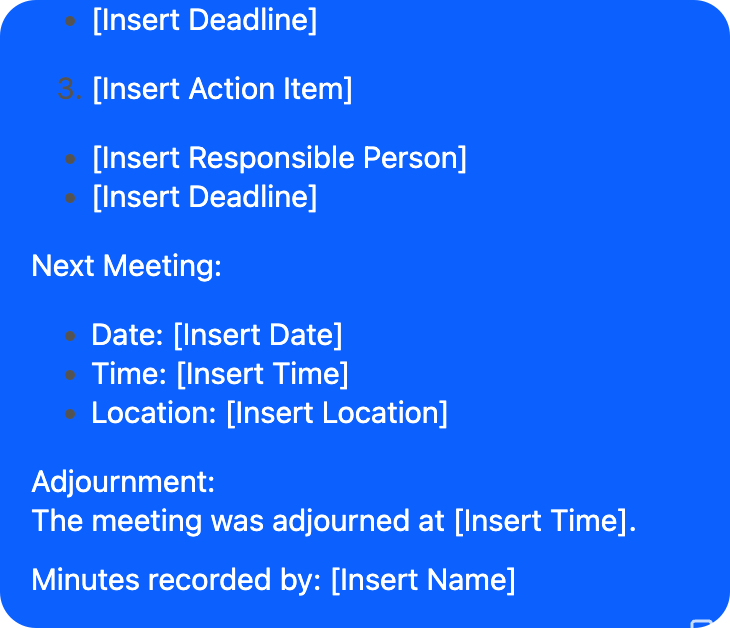 • [Insert Deadline]
3. [Insert Action Item]
• [Insert Responsible Person]
• [Insert Deadline]
Next Meeting:
• Date: [Insert Date]
• Time: [Insert Time]
• Location: [Insert Location]
Adjournment:
The meeting was adjourned at [Insert Time].
Minutes recorded by: [Insert Name]